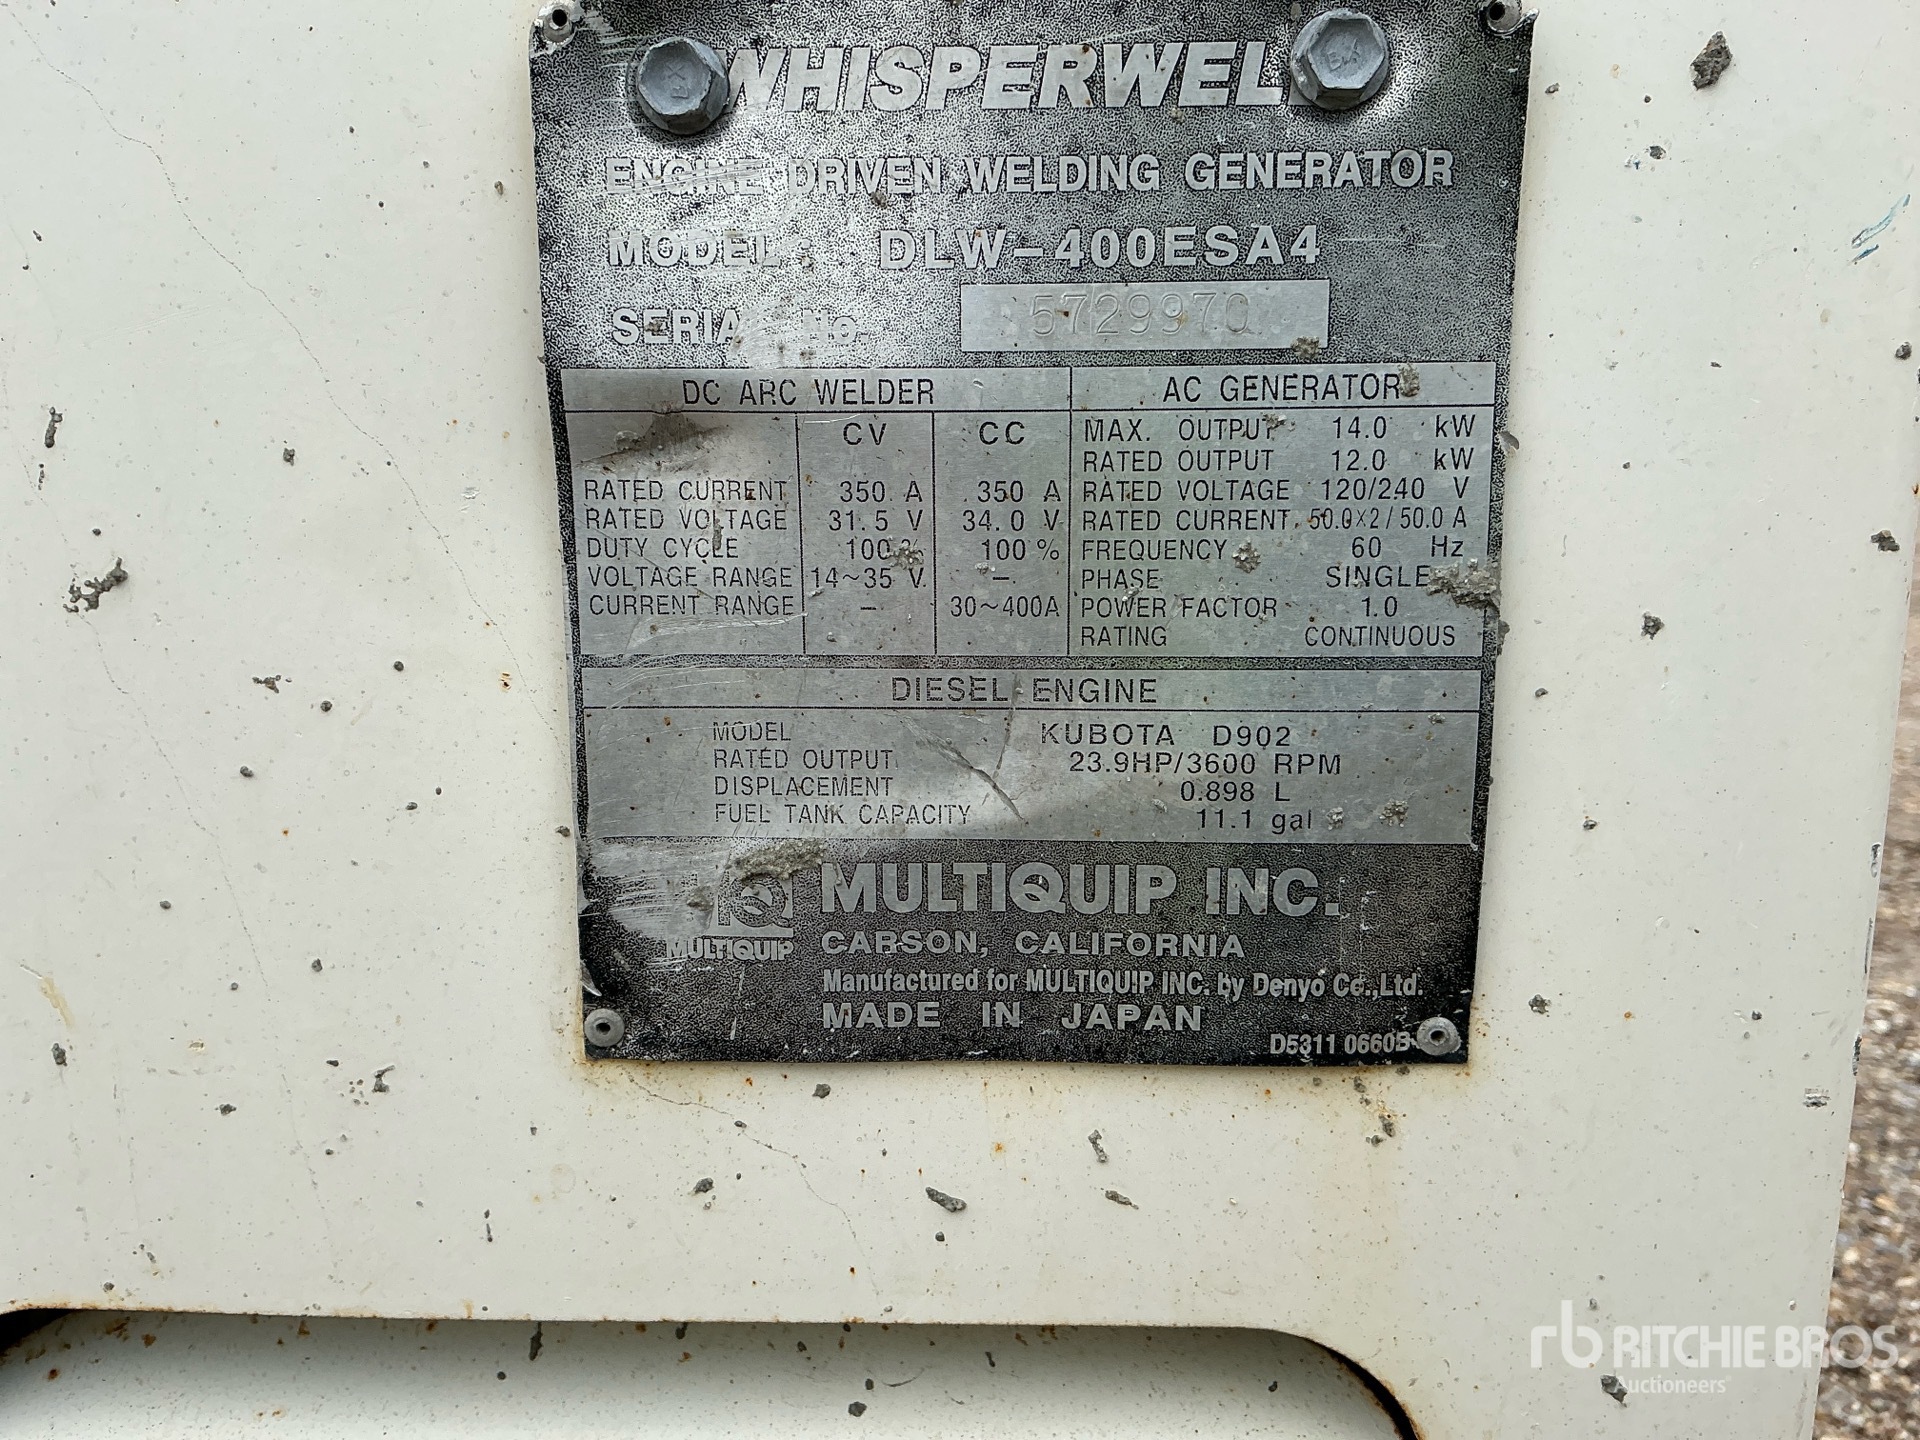 WHISPERWEL
ENGINE DRIVEN WELDING GENERATOR
MODEL : DLW-400ESA4
SERIA No. 5729970
DC ARC WELDER AC GENERATOR
CV CC MAX. OUTPUT 14.0 kW
RATED OUTPUT 12.0 kW
RATED CURRENT 350 A 350 A RATED VOLTAGE 120/240 V
RATED VOLTAGE 31.5 V 34.0 V RATED CURRENT 50.0×2/50.0 A
DUTY CYCLE 100 % 100 % FREQUENCY 60 Hz
VOLTAGE RANGE 14~35 V – PHASE SINGLE
CURRENT RANGE – 30~400A POWER FACTOR 1.0
RATING CONTINUOUS
DIESEL ENGINE
MODEL KUBOTA D902
RATED OUTPUT 23.9HP/3600 RPM
DISPLACEMENT 0.898 L
FUEL TANK CAPACITY 11.1 gal
MULTIQUIP INC.
MULTIQUIP CARSON, CALIFORNIA
Manufactured for MULTIQUIP INC. by Denyo Co.,Ltd.
MADE IN JAPAN
D5311 0660B
rb RITCHIE BROS
Auctioneers